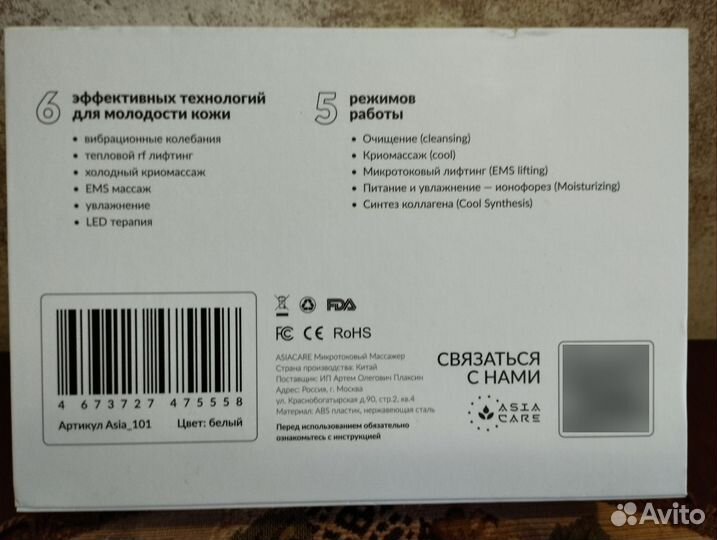 6 эффективных технологий
для молодости кожи
• вибрационные колебания
• тепловой rf лифтинг
• холодный криомассаж
• EMS массаж
• увлажнение
• LED терапия
5 режимов
работы
• Очищение (cleansing)
• Криомассаж (cool)
• Микротоковый лифтинг (EMS lifting)
• Питание и увлажнение — ионофорез (Moisturizing)
• Синтез коллагена (Cool Synthesis)
4 673727 475558
Артикул Asia_101 Цвет: белый
FDA
FC CE RoHS
ASIACARE Микротоковый Массажер
Страна производства: Китай
Поставщик: ИП Артем Олегович Плаксин
Адрес: Россия, г. Москва
ул. Краснобогатырская д.90, стр.2, кв.4
Материал: ABS пластик, нержавеющая сталь
Перед использованием обязательно
ознакомьтесь с инструкцией
СВЯЗАТЬСЯ
С НАМИ
ASIA
CARE
Avito